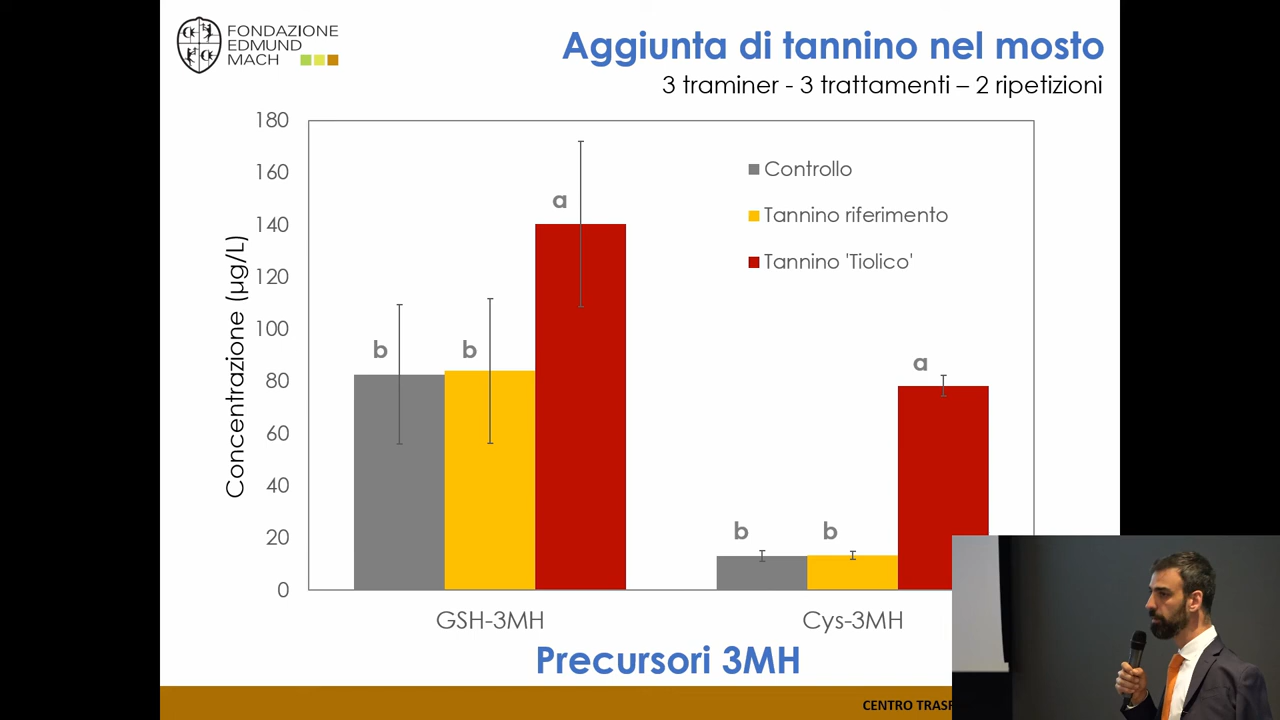 FONDAZIONE
EDMUND
MACH
Aggiunta di tannino nel mosto
3 traminer - 3 trattamenti – 2 ripetizioni
Concentrazione (µg/L)
180
160
140
120
100
80
60
40
20
0
Controllo
Tannino riferimento
Tannino 'Tiolico'
b
b
a
b
b
a
GSH-3MH
Cys-3MH
Precursori 3MH
CENTRO